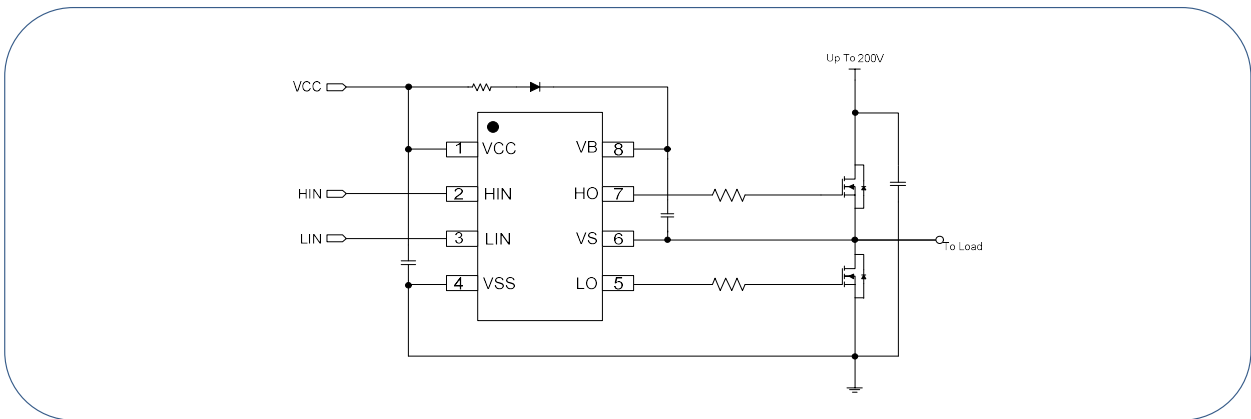 Up To 200V
VCC
1 VCC VB 8
HIN 2 HIN HO 7
LIN 3 LIN VS 6
To Load
4 VSS LO 5